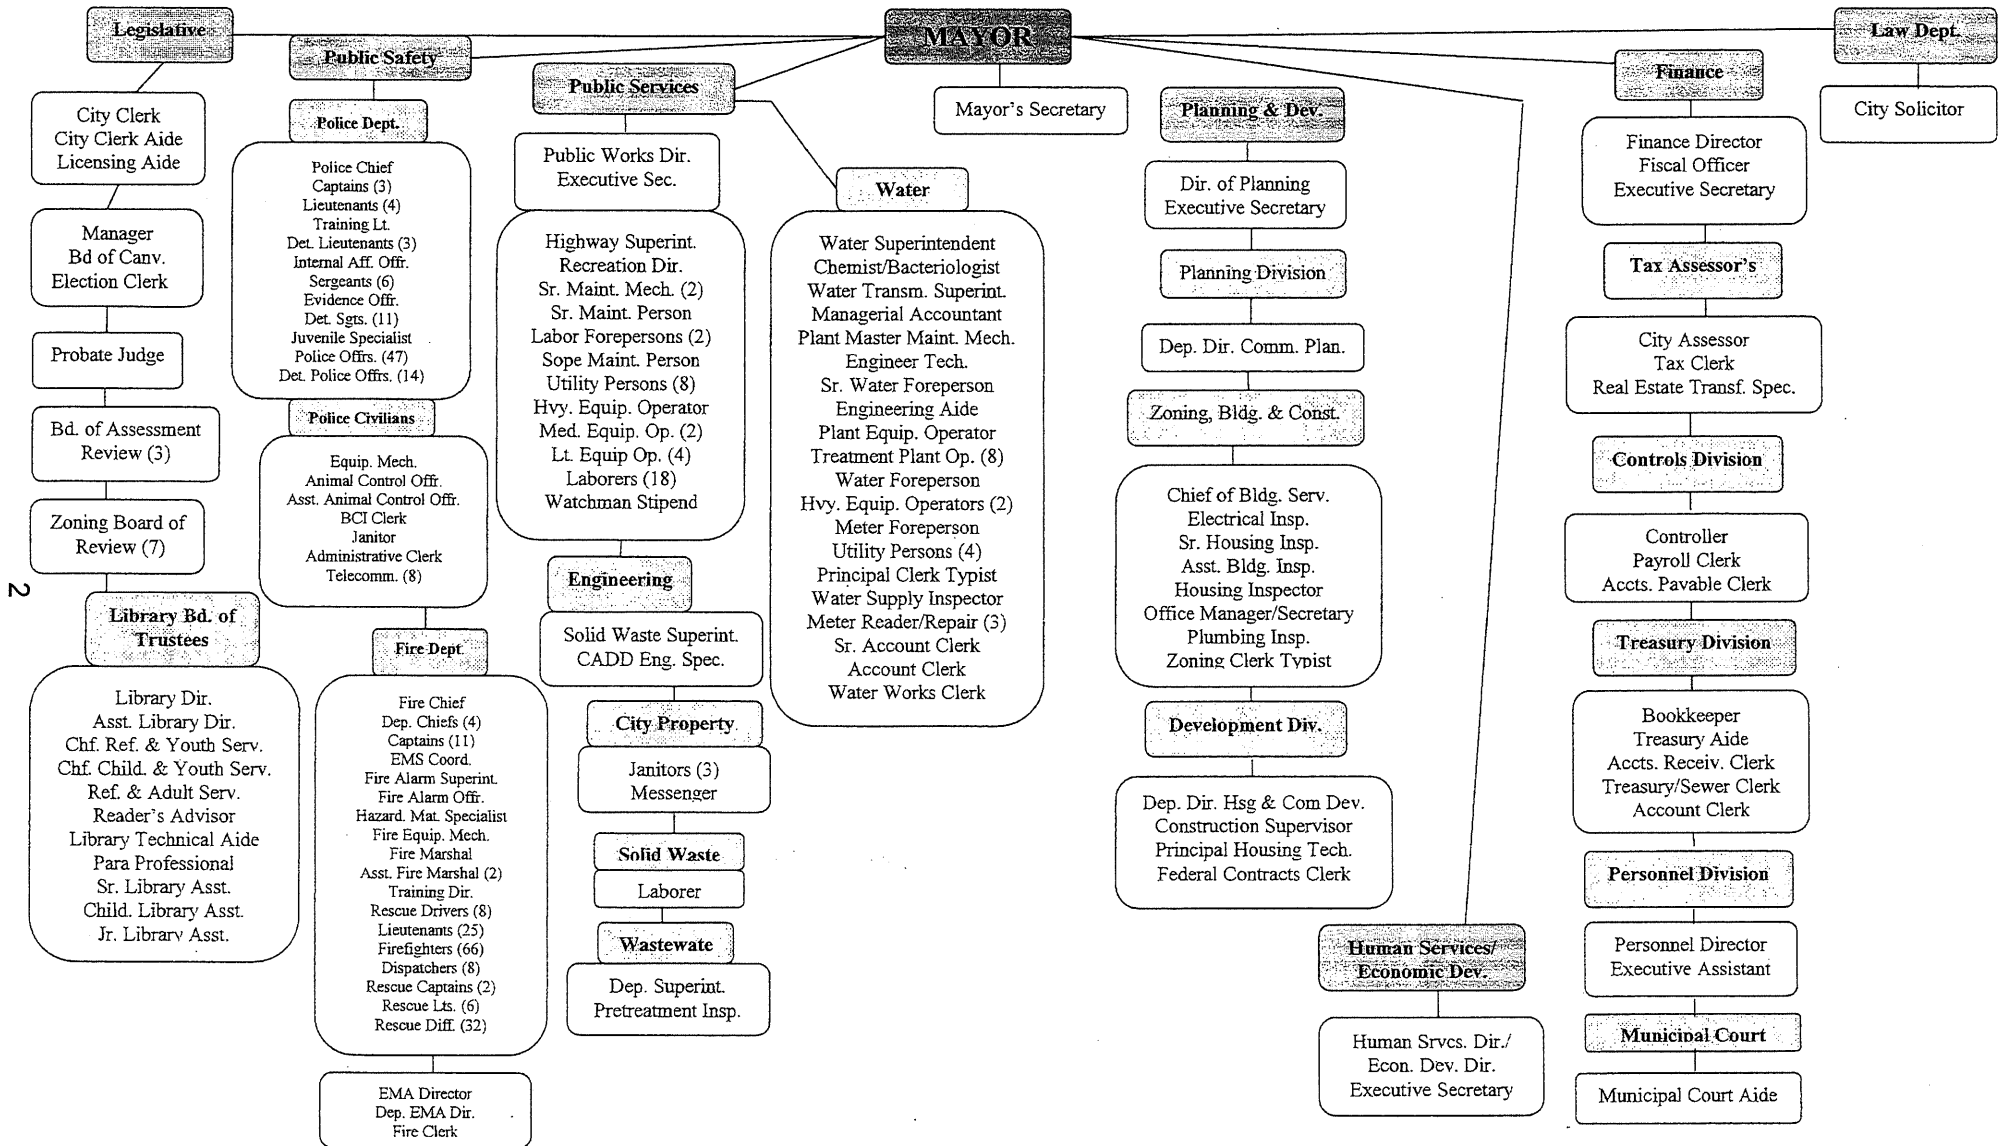 MAYOR
Mayor's Secretary
Legislative
City Clerk
City Clerk Aide
Licensing Aide
Manager
Bd of Canv.
Election Clerk
Probate Judge
Bd. of Assessment
Review (3)
Zoning Board of
Review (7)
Library Bd. of
Trustees
Library Dir.
Asst. Library Dir.
Chf. Ref. & Youth Serv.
Chf. Child. & Youth Serv.
Ref. & Adult Serv.
Reader's Advisor
Library Technical Aide
Para Professional
Sr. Library Asst.
Child. Library Asst.
Jr. Library Asst.
Public Safety
Police Dept.
Police Chief
Captains (3)
Lieutenants (4)
Training Lt.
Det. Lieutenants (3)
Internal Aff. Offr.
Sergeants (6)
Evidence Offr.
Det. Sgts. (11)
Juvenile Specialist
Police Offrs. (47)
Det. Police Offrs. (14)
Police Civilians
Equip. Mech.
Animal Control Offr.
Asst. Animal Control Offr.
BCI Clerk
Janitor
Administrative Clerk
Telecomm. (8)
Fire Dept.
Fire Chief
Dep. Chiefs (4)
Captains (11)
EMS Coord.
Fire Alarm Superint.
Fire Alarm Offr.
Hazard. Mat. Specialist
Fire Equip. Mech.
Fire Marshal
Asst. Fire Marshal (2)
Training Dir.
Rescue Drivers (8)
Lieutenants (25)
Firefighters (66)
Dispatchers (8)
Rescue Captains (2)
Rescue Lts. (6)
Rescue Diff. (32)
EMA Director
Dep. EMA Dir.
Fire Clerk
Public Services
Public Works Dir.
Executive Sec.
Highway Superint.
Recreation Dir.
Sr. Maint. Mech. (2)
Sr. Maint. Person
Labor Forepersons (2)
Sope Maint. Person
Utility Persons (8)
Hvy. Equip. Operator
Med. Equip. Op. (2)
Lt. Equip Op. (4)
Laborers (18)
Watchman Stipend
Engineering
Solid Waste Superint.
CADD Eng. Spec.
City Property
Janitors (3)
Messenger
Solid Waste
Laborer
Wastewate
Dep. Superint.
Pretreatment Insp.
Water
Water Superintendent
Chemist/Bacteriologist
Water Transm. Superint.
Managerial Accountant
Plant Master Maint. Mech.
Engineer Tech.
Sr. Water Foreperson
Engineering Aide
Plant Equip. Operator
Treatment Plant Op. (8)
Water Foreperson
Hvy. Equip. Operators (2)
Meter Foreperson
Utility Persons (4)
Principal Clerk Typist
Water Supply Inspector
Meter Reader/Repair (3)
Sr. Account Clerk
Account Clerk
Water Works Clerk
Planning & Dev.
Dir. of Planning
Executive Secretary
Planning Division
Dep. Dir. Comm. Plan.
Zoning, Bldg. & Const.
Chief of Bldg. Serv.
Electrical Insp.
Sr. Housing Insp.
Asst. Bldg. Insp.
Housing Inspector
Office Manager/Secretary
Plumbing Insp.
Zoning Clerk Typist
Development Div.
Dep. Dir. Hsg & Com Dev.
Construction Supervisor
Principal Housing Tech.
Federal Contracts Clerk
Human Services/
Economic Dev.
Human Srvcs. Dir./
Econ. Dev. Dir.
Executive Secretary
Finance
Finance Director
Fiscal Officer
Executive Secretary
Tax Assessor's
City Assessor
Tax Clerk
Real Estate Transf. Spec.
Controls Division
Controller
Payroll Clerk
Accts. Payable Clerk
Treasury Division
Bookkeeper
Treasury Aide
Accts. Receiv. Clerk
Treasury/Sewer Clerk
Account Clerk
Personnel Division
Personnel Director
Executive Assistant
Municipal Court
Municipal Court Aide
Law Dept.
City Solicitor
2